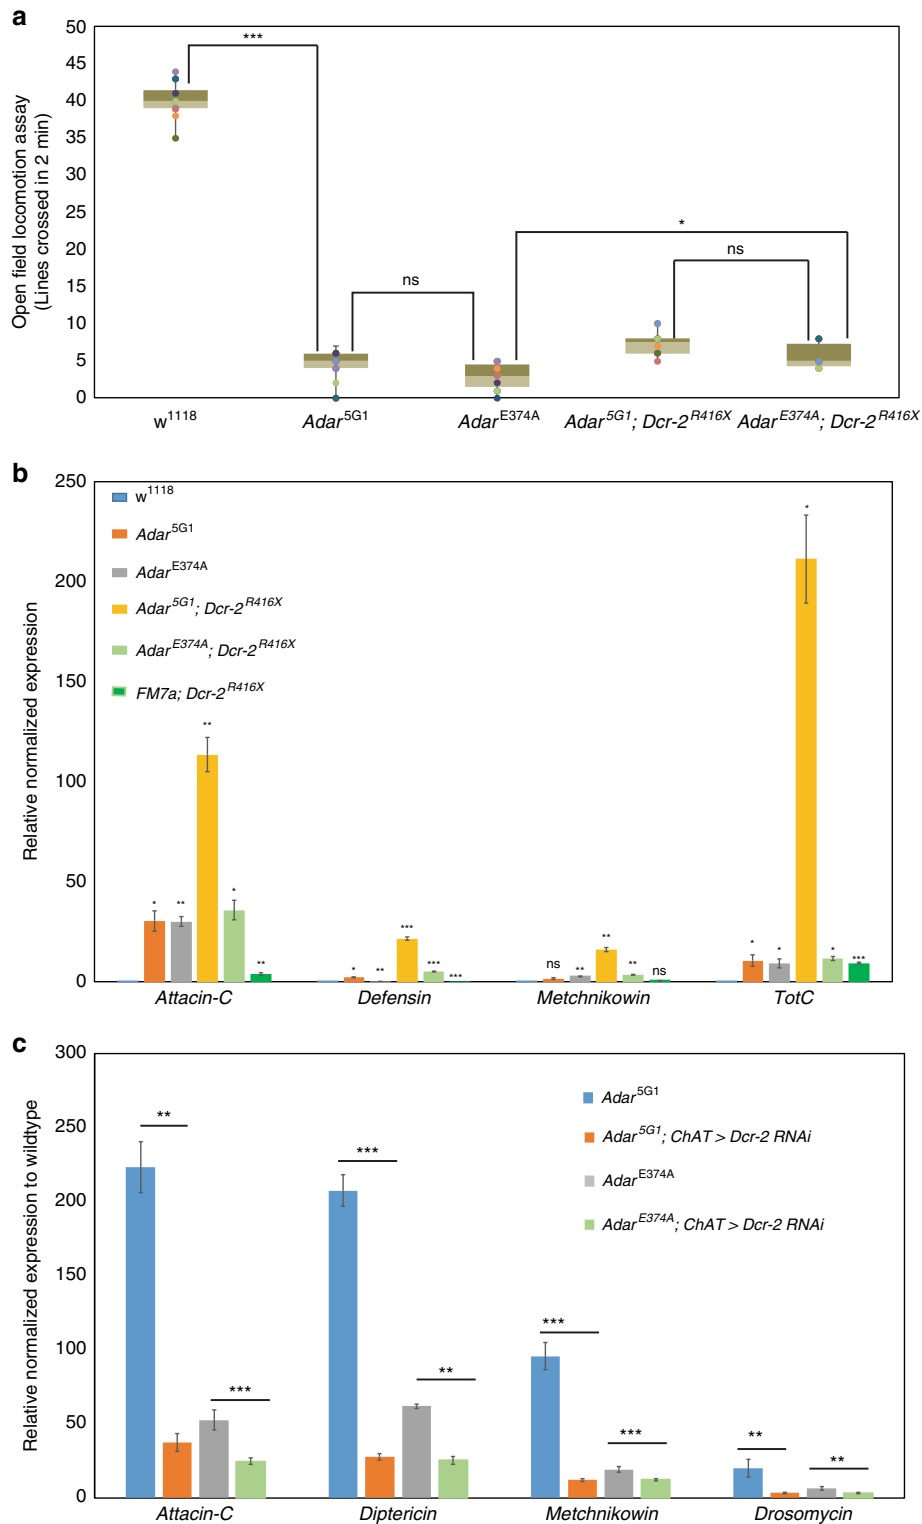 a
Open field locomotion assay
(Lines crossed in 2 min)
50
45
40
35
30
25
20
15
10
5
0
***
ns
*
ns
w1118
Adar5G1
AdarE374A
Adar5G1; Dcr-2R416X
AdarE374A; Dcr-2R416X
b
Relative normalized expression
250
200
150
100
50
0
w1118
Adar5G1
AdarE374A
Adar5G1; Dcr-2R416X
AdarE374A; Dcr-2R416X
FM7a; Dcr-2R416X
* ** ** * **
* ** *** *** ***
ns ** ** ** ns
* * * * ***
Attacin-C
Defensin
Metchnikowin
TotC
c
Relative normalized expression to wildtype
300
250
200
150
100
50
0
Adar5G1
Adar5G1; ChAT > Dcr-2 RNAi
AdarE374A
AdarE374A; ChAT > Dcr-2 RNAi
** ***
*** **
*** ***
** **
Attacin-C
Diptericin
Metchnikowin
Drosomycin